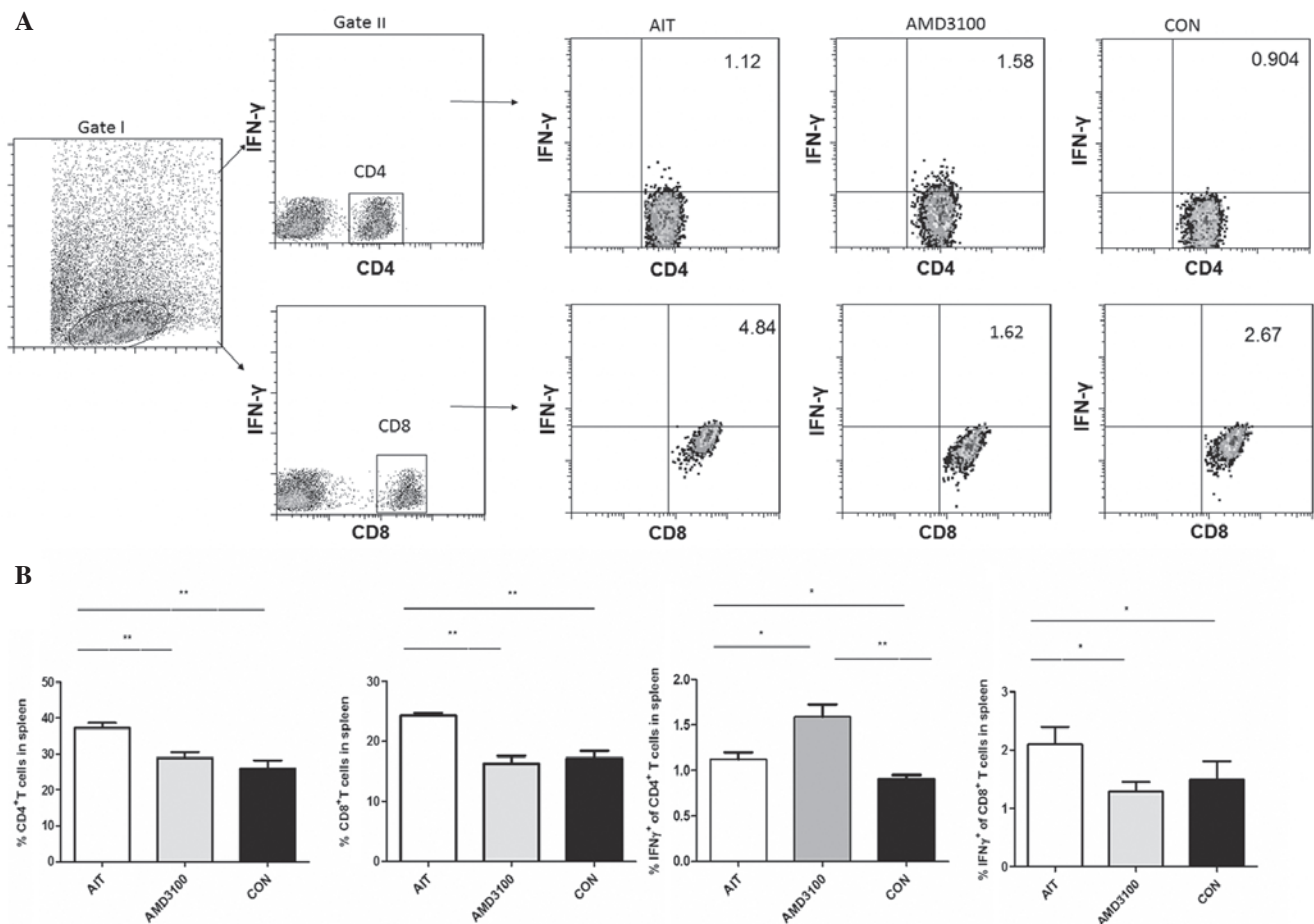 A
Gate I
Gate II
IFN-γ
CD4
CD4
AIT
1.12
IFN-γ
CD4
AMD3100
1.58
IFN-γ
CD4
CON
0.904
IFN-γ
CD4
IFN-γ
CD8
CD8
4.84
IFN-γ
CD8
1.62
IFN-γ
CD8
2.67
IFN-γ
CD8
B
**
**
% CD4+T cells in spleen
50
40
30
20
10
0
AIT
AMD3100
CON
**
**
% CD8+T cells in spleen
30
20
10
0
AIT
AMD3100
CON
*
*
**
% IFNγ+ of CD4+ T cells in spleen
2.0
1.5
1.0
0.5
0.0
AIT
AMD3100
CON
*
*
% IFNγ+ of CD8+ T cells in spleen
3
2
1
0
AIT
AMD3100
CON